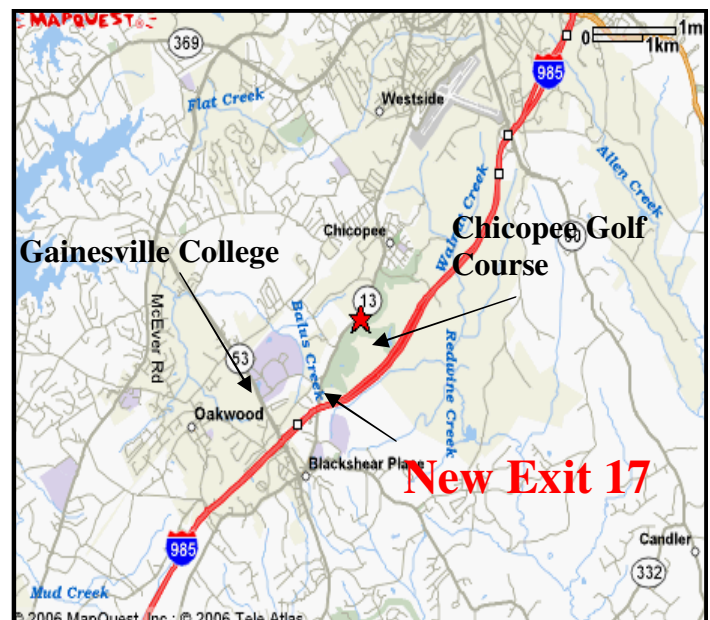 MAPQUEST
0 1m
1km
369
985
Flat Creek
Westside
Allen Creek
Walnut Creek
Chicopee
Chicopee Golf
Course
Gainesville College
13
McEver Rd
Balus Creek
Redwine Creek
53
Oakwood
Blackshear Place
New Exit 17
985
Candler
332
Mud Creek
© 2006 MapQuest, Inc.; © 2006 Tele Atlas